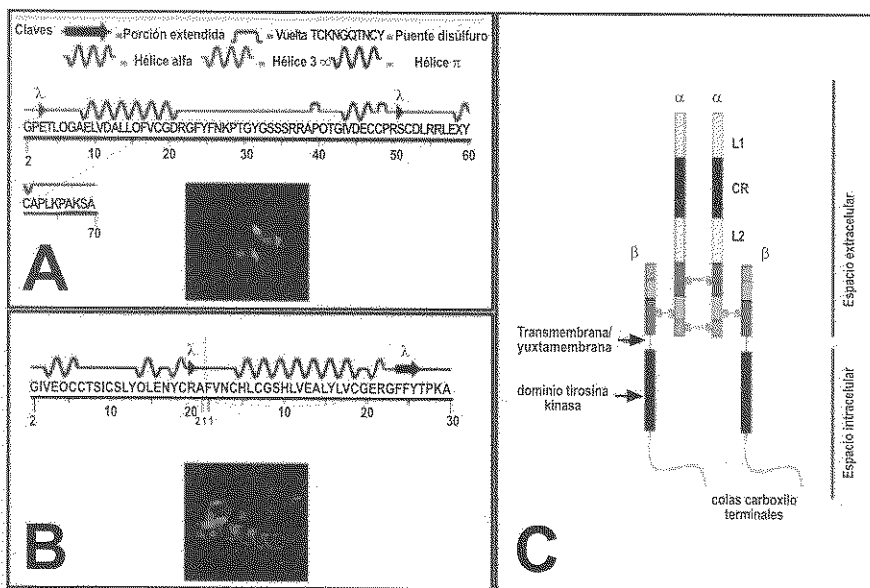 Claves =Porción extendida =Vuelta TCKNGQTNCY =Puente disúlfuro
= Hélice alfa = Hélice 3 = Hélice π
λ λ
GPETLOGAELVDALLOFVCGDRGFYFNKPTGYGSSSRRAPOTGIVDECCPRSCDLRRLEXY
2 10 20 30 40 50 60
CAPLKPAKSA
70
A
λ λ
GIVEOCCTSICSLYOLENYCRAFVNCHLCGSHLVEALYLVCGERGFFYTPKA
2 10 20 10 20 30
B
α α
L1
CR
L2
β β
Transmembrana/
yuxtamembrana
dominio tirosina
kinasa
colas carboxilo
terminales
Espacio extracelular
Espacio intracelular
C